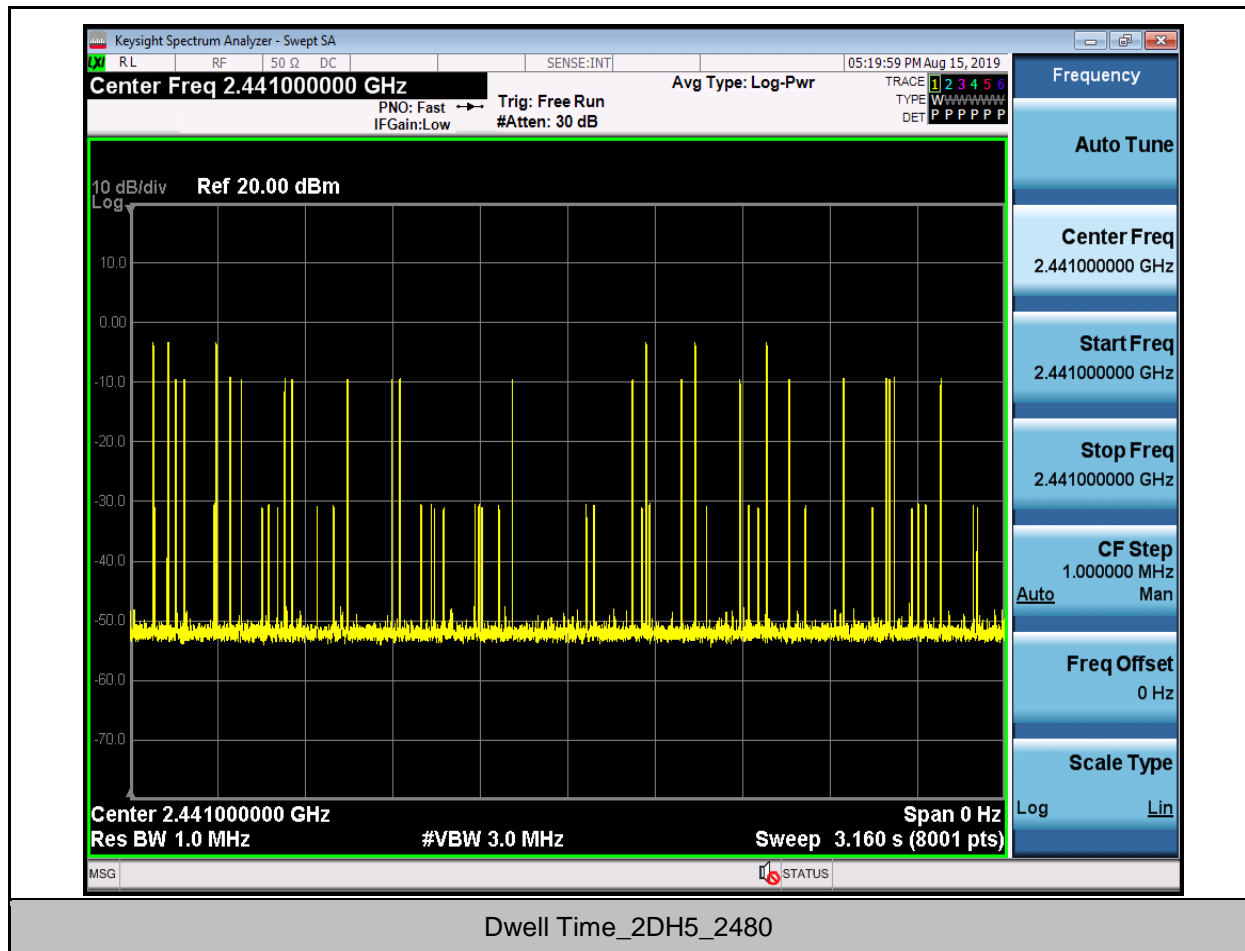 Keysight Spectrum Analyzer - Swept SA
LXI RL RF 50 Ω DC SENSE:INT 05:19:59 PM Aug 15, 2019
Center Freq 2.441000000 GHz
PNO: Fast
IFGain:Low
Trig: Free Run
#Atten: 30 dB
Avg Type: Log-Pwr
TRACE 1 2 3 4 5 6
TYPE WWWWWW
DET P P P P P P
10 dB/div Ref 20.00 dBm
Log
10.0
0.00
-10.0
-20.0
-30.0
-40.0
-50.0
-60.0
-70.0
Center 2.441000000 GHz Span 0 Hz
Res BW 1.0 MHz #VBW 3.0 MHz Sweep 3.160 s (8001 pts)
MSG STATUS
Frequency
Auto Tune
Center Freq
2.441000000 GHz
Start Freq
2.441000000 GHz
Stop Freq
2.441000000 GHz
CF Step
1.000000 MHz
Auto Man
Freq Offset
0 Hz
Scale Type
Log Lin
Dwell Time_2DH5_2480